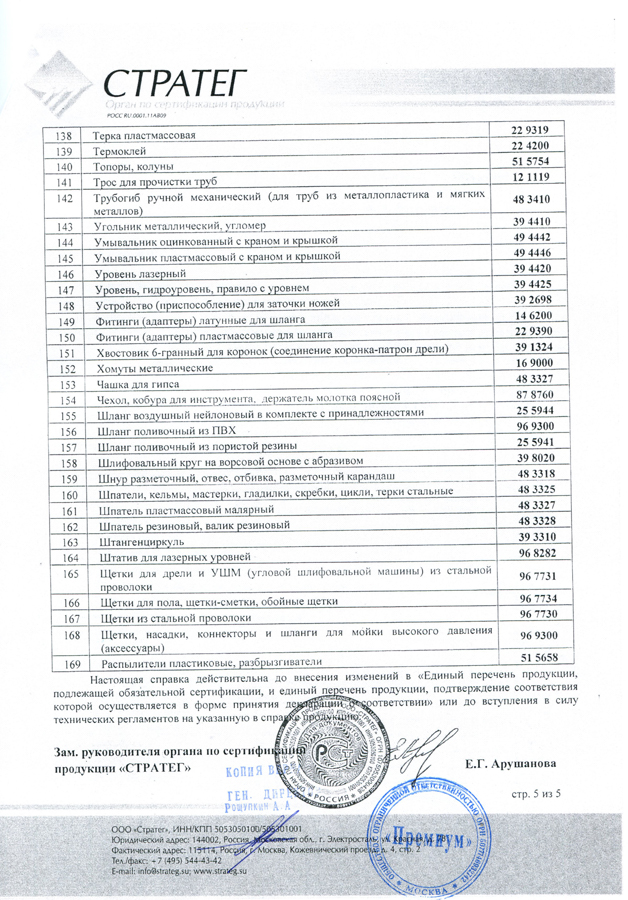 СТРАТЕГ
Орган по сертификации продукции
РОСС RU.0001.11АВ09
138 Терка пластмассовая 22 9319
139 Термоклей 22 4200
140 Топоры, колуны 51 5754
141 Трос для прочистки труб 12 1119
142 Трубогиб ручной механический (для труб из металлопластика и мягких
металлов) 48 3410
143 Угольник металлический, угломер 39 4410
144 Умывальник оцинкованный с краном и крышкой 49 4442
145 Умывальник пластмассовый с краном и крышкой 49 4446
146 Уровень лазерный 39 4420
147 Уровень, гидроуровень, правило с уровнем 39 4425
148 Устройство (приспособление) для заточки ножей 39 2698
149 Фитинги (адаптеры) латунные для шланга 14 6200
150 Фитинги (адаптеры) пластмассовые для шланга 22 9390
151 Хвостовик 6-гранный для коронок (соединение коронка-патрон дрели) 39 1324
152 Хомуты металлические 16 9000
153 Чашка для гипса 48 3327
154 Чехол, кобура для инструмента, держатель молотка поясной 87 8760
155 Шланг воздушный нейлоновый в комплекте с принадлежностями 25 5944
156 Шланг поливочный из ПВХ 96 9300
157 Шланг поливочный из пористой резины 25 5941
158 Шлифовальный круг на ворсовой основе с абразивом 39 8020
159 Шнур разметочный, отвес, отбивка, разметочный карандаш 48 3318
160 Шпатели, кельмы, мастерки, гладилки, скребки, цикли, терки стальные 48 3325
161 Шпатель пластмассовый малярный 48 3327
162 Шпатель резиновый, валик резиновый 48 3328
163 Штангенциркуль 39 3310
164 Штатив для лазерных уровней 96 8282
165 Щетки для дрели и УШМ (угловой шлифовальной машины) из стальной
проволоки 96 7731
166 Щетки для пола, щетки-сметки, обойные щетки 96 7734
167 Щетки из стальной проволоки 96 7730
168 Щетки, насадки, коннекторы и шланги для мойки высокого давления
(аксессуары) 96 9300
169 Распылители пластиковые, разбрызгиватели 51 5658
Настоящая справка действительна до внесения изменений в «Единый перечень продукции,
подлежащей обязательной сертификации, и единый перечень продукции, подтверждение соответствия
которой осуществляется в форме принятия декларации о соответствии» или до вступления в силу
технических регламентов на указанную в справке продукцию.
Зам. руководителя органа по сертификации
продукции «СТРАТЕГ»
Е.Г. Арушанова
КОПИЯ
ГЕН. ДИР
Рощупкин А.А
РОССИЯ
стр. 5 из 5
«Премиум»
МОСКВА
ООО «Стратег», ИНН/КПП 5053050100/505301001
Юридический адрес: 144002, Россия, Московская обл., г. Электросталь, ул.
Фактический адрес: 115114, Россия, г. Москва, Кожевнический проезд, д. 4, стр. 2
Тел./факс: +7 (495) 544-43-42
E-mail: info@strateg.su; www.strateg.su